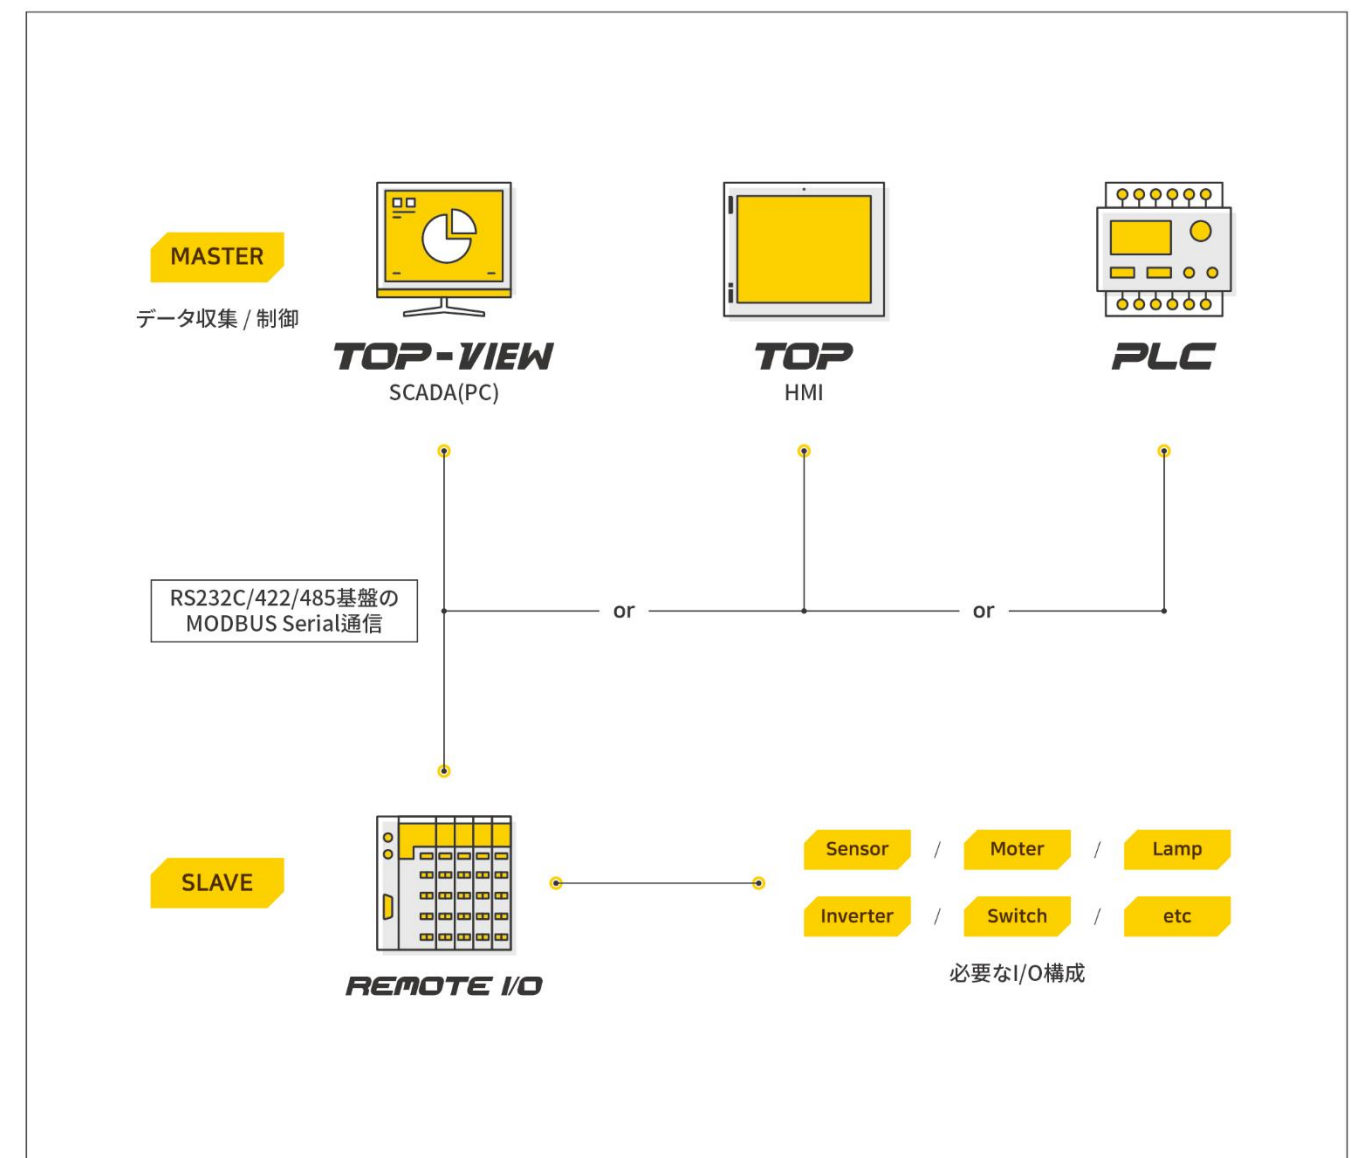 MASTER
データ収集 / 制御
TOP-VIEW
SCADA(PC)
TOP
HMI
PLC
RS232C/422/485基盤の
MODBUS Serial通信
or
or
SLAVE
REMOTE I/O
Sensor / Moter / Lamp
Inverter / Switch / etc
必要なI/O構成